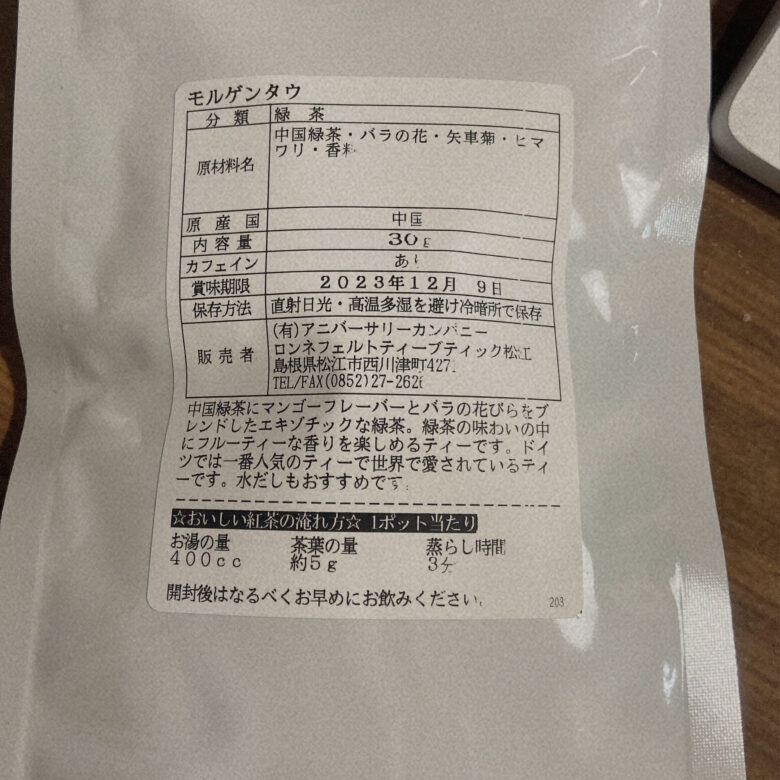 モルゲンタウ
分類 緑茶
原材料名 中国緑茶・バラの花・矢車菊・ヒマ
ワリ・香料
原産国 中国
内容量 30g
カフェイン あり
賞味期限 2023年12月 9日
保存方法 直射日光・高温多湿を避け冷暗所で保存
販売者 (有)アニバーサリーカンパニー
ロンネフェルトティーブティック松江
島根県松江市西川津町427
TEL/FAX(0852)27-262
中国緑茶にマンゴーフレーバーとバラの花びらをブ
レンドしたエキゾチックな緑茶。緑茶の味わいの中
にフルーティーな香りを楽しめるティーです。ドイ
ツでは一番人気のティーで世界で愛されているティ
ーです。水だしもおすすめです。
☆おいしい紅茶の淹れ方☆ 1ポット当たり
お湯の量 茶葉の量 蒸らし時間
400cc 約5g 3分
開封後はなるべくお早めにお飲みください。
203